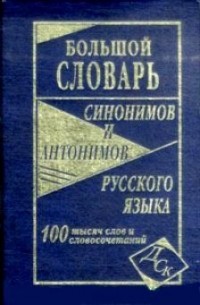 БОЛЬШОЙ
СЛОВАРЬ
СИНОНИМОВ
И
АНТОНИМОВ
РУССКОГО
ЯЗЫКА
100 тысяч слов и
словосочетаний
ДСК